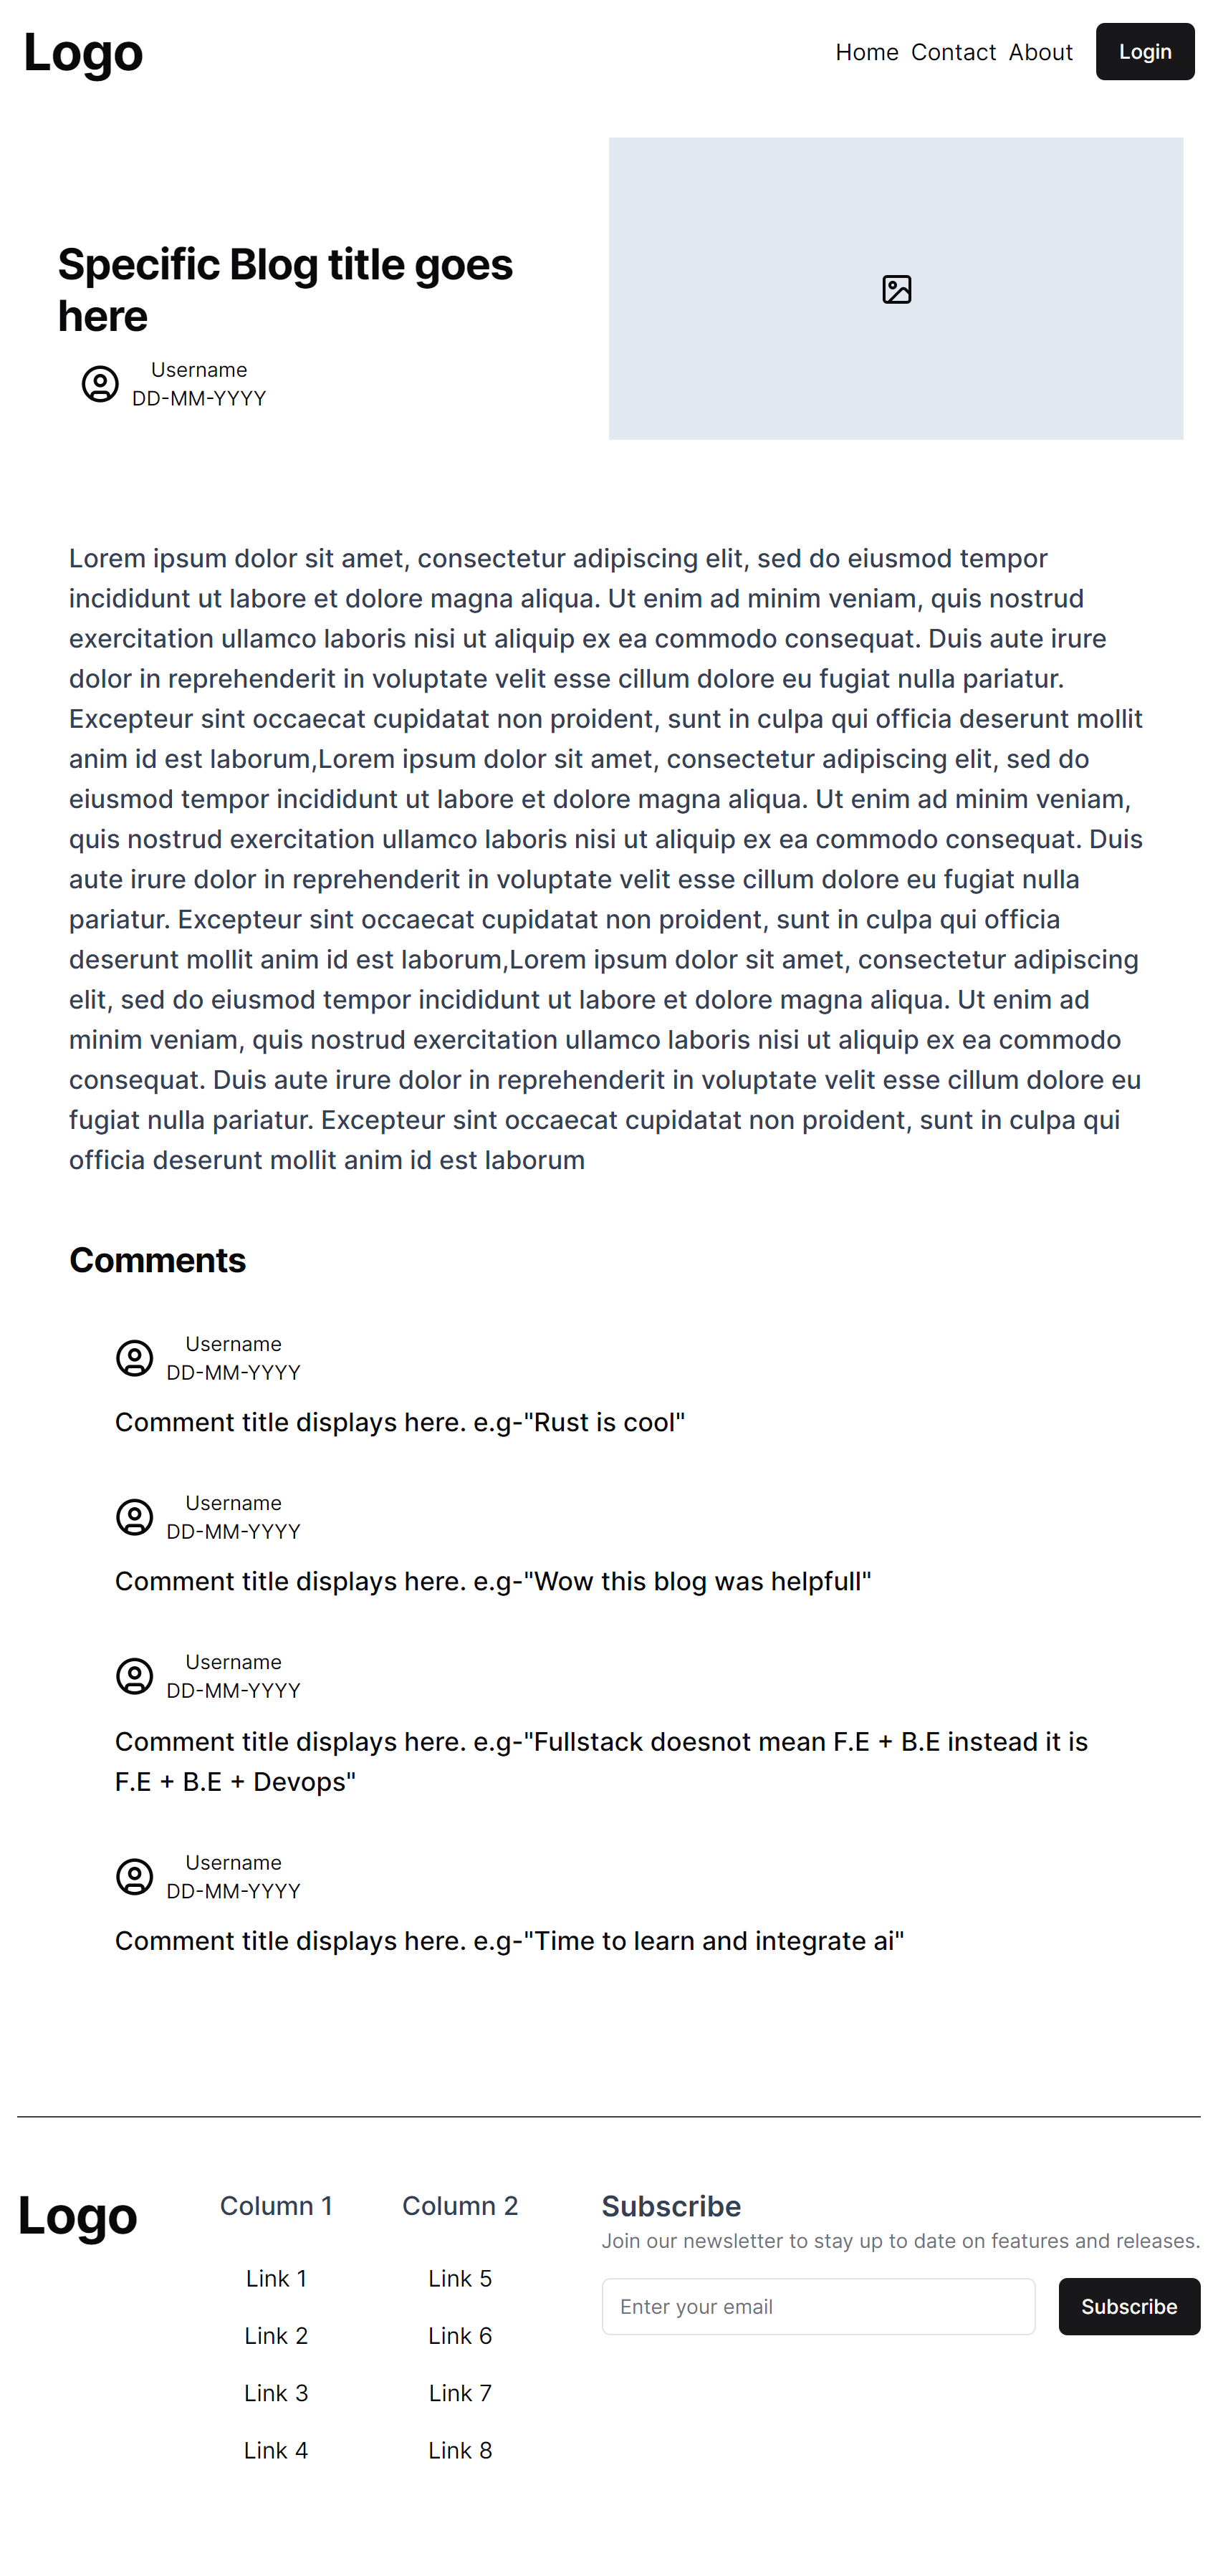 Logo
Home Contact About Login
Specific Blog title goes
here
Username
DD-MM-YYYY
Lorem ipsum dolor sit amet, consectetur adipiscing elit, sed do eiusmod tempor
incididunt ut labore et dolore magna aliqua. Ut enim ad minim veniam, quis nostrud
exercitation ullamco laboris nisi ut aliquip ex ea commodo consequat. Duis aute irure
dolor in reprehenderit in voluptate velit esse cillum dolore eu fugiat nulla pariatur.
Excepteur sint occaecat cupidatat non proident, sunt in culpa qui officia deserunt mollit
anim id est laborum,Lorem ipsum dolor sit amet, consectetur adipiscing elit, sed do
eiusmod tempor incididunt ut labore et dolore magna aliqua. Ut enim ad minim veniam,
quis nostrud exercitation ullamco laboris nisi ut aliquip ex ea commodo consequat. Duis
aute irure dolor in reprehenderit in voluptate velit esse cillum dolore eu fugiat nulla
pariatur. Excepteur sint occaecat cupidatat non proident, sunt in culpa qui officia
deserunt mollit anim id est laborum,Lorem ipsum dolor sit amet, consectetur adipiscing
elit, sed do eiusmod tempor incididunt ut labore et dolore magna aliqua. Ut enim ad
minim veniam, quis nostrud exercitation ullamco laboris nisi ut aliquip ex ea commodo
consequat. Duis aute irure dolor in reprehenderit in voluptate velit esse cillum dolore eu
fugiat nulla pariatur. Excepteur sint occaecat cupidatat non proident, sunt in culpa qui
officia deserunt mollit anim id est laborum
Comments
Username
DD-MM-YYYY
Comment title displays here. e.g-"Rust is cool"
Username
DD-MM-YYYY
Comment title displays here. e.g-"Wow this blog was helpfull"
Username
DD-MM-YYYY
Comment title displays here. e.g-"Fullstack doesnot mean F.E + B.E instead it is
F.E + B.E + Devops"
Username
DD-MM-YYYY
Comment title displays here. e.g-"Time to learn and integrate ai"
Logo
Column 1
Link 1
Link 2
Link 3
Link 4
Column 2
Link 5
Link 6
Link 7
Link 8
Subscribe
Join our newsletter to stay up to date on features and releases.
Enter your email
Subscribe